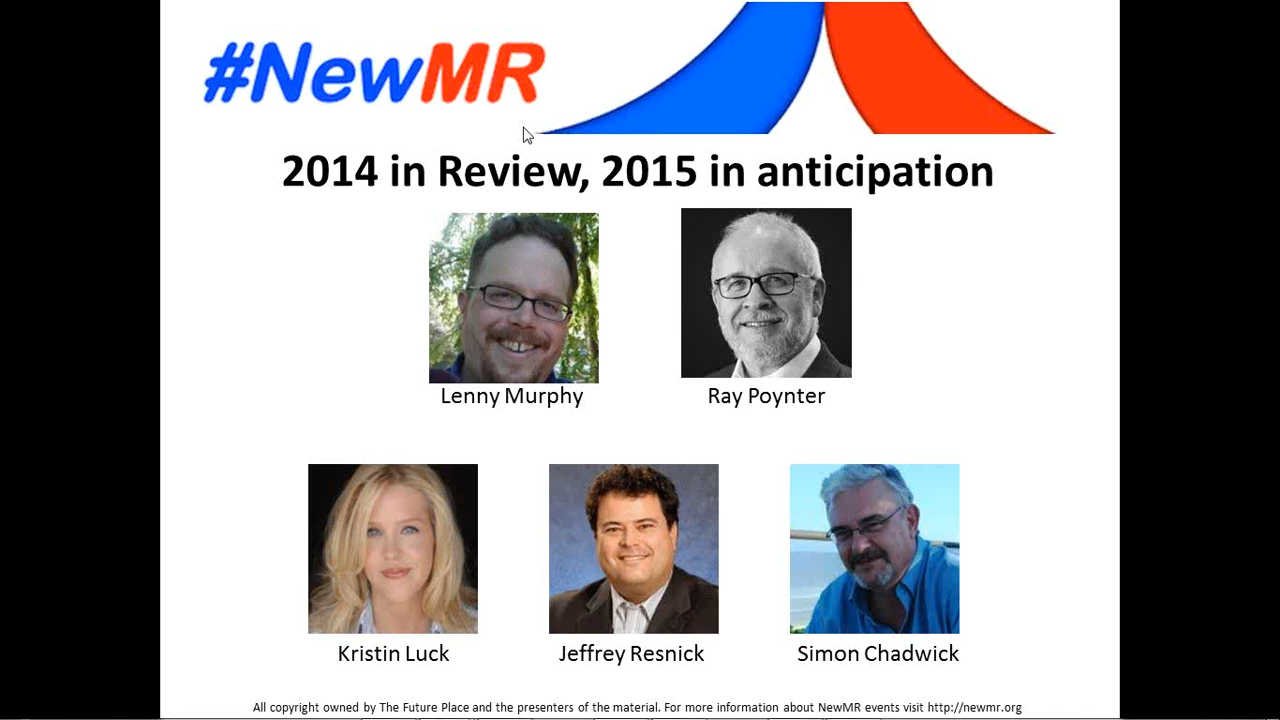 #NewMR
2014 in Review, 2015 in anticipation
Lenny Murphy
Ray Poynter
Kristin Luck
Jeffrey Resnick
Simon Chadwick
All copyright owned by The Future Place and the presenters of the material. For more information about NewMR events visit http://newmr.org